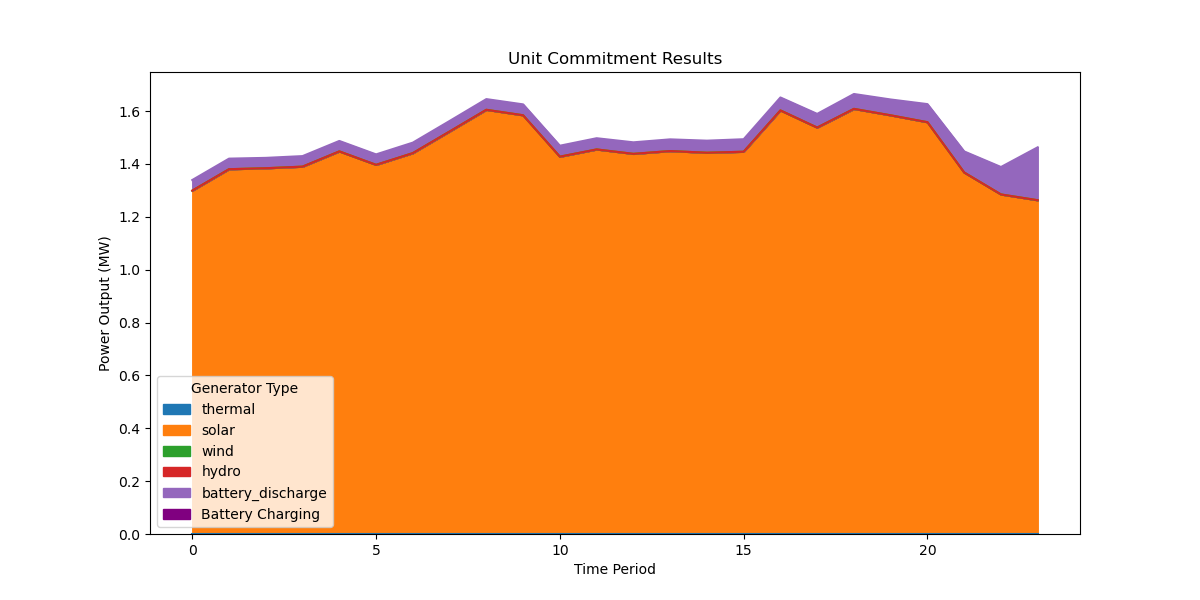 Unit Commitment Results
Power Output (MW)
1.6
1.4
1.2
1.0
0.8
0.6
0.4
0.2
0.0
Generator Type
thermal
solar
wind
hydro
battery_discharge
Battery Charging
0 5 10 15 20
Time Period